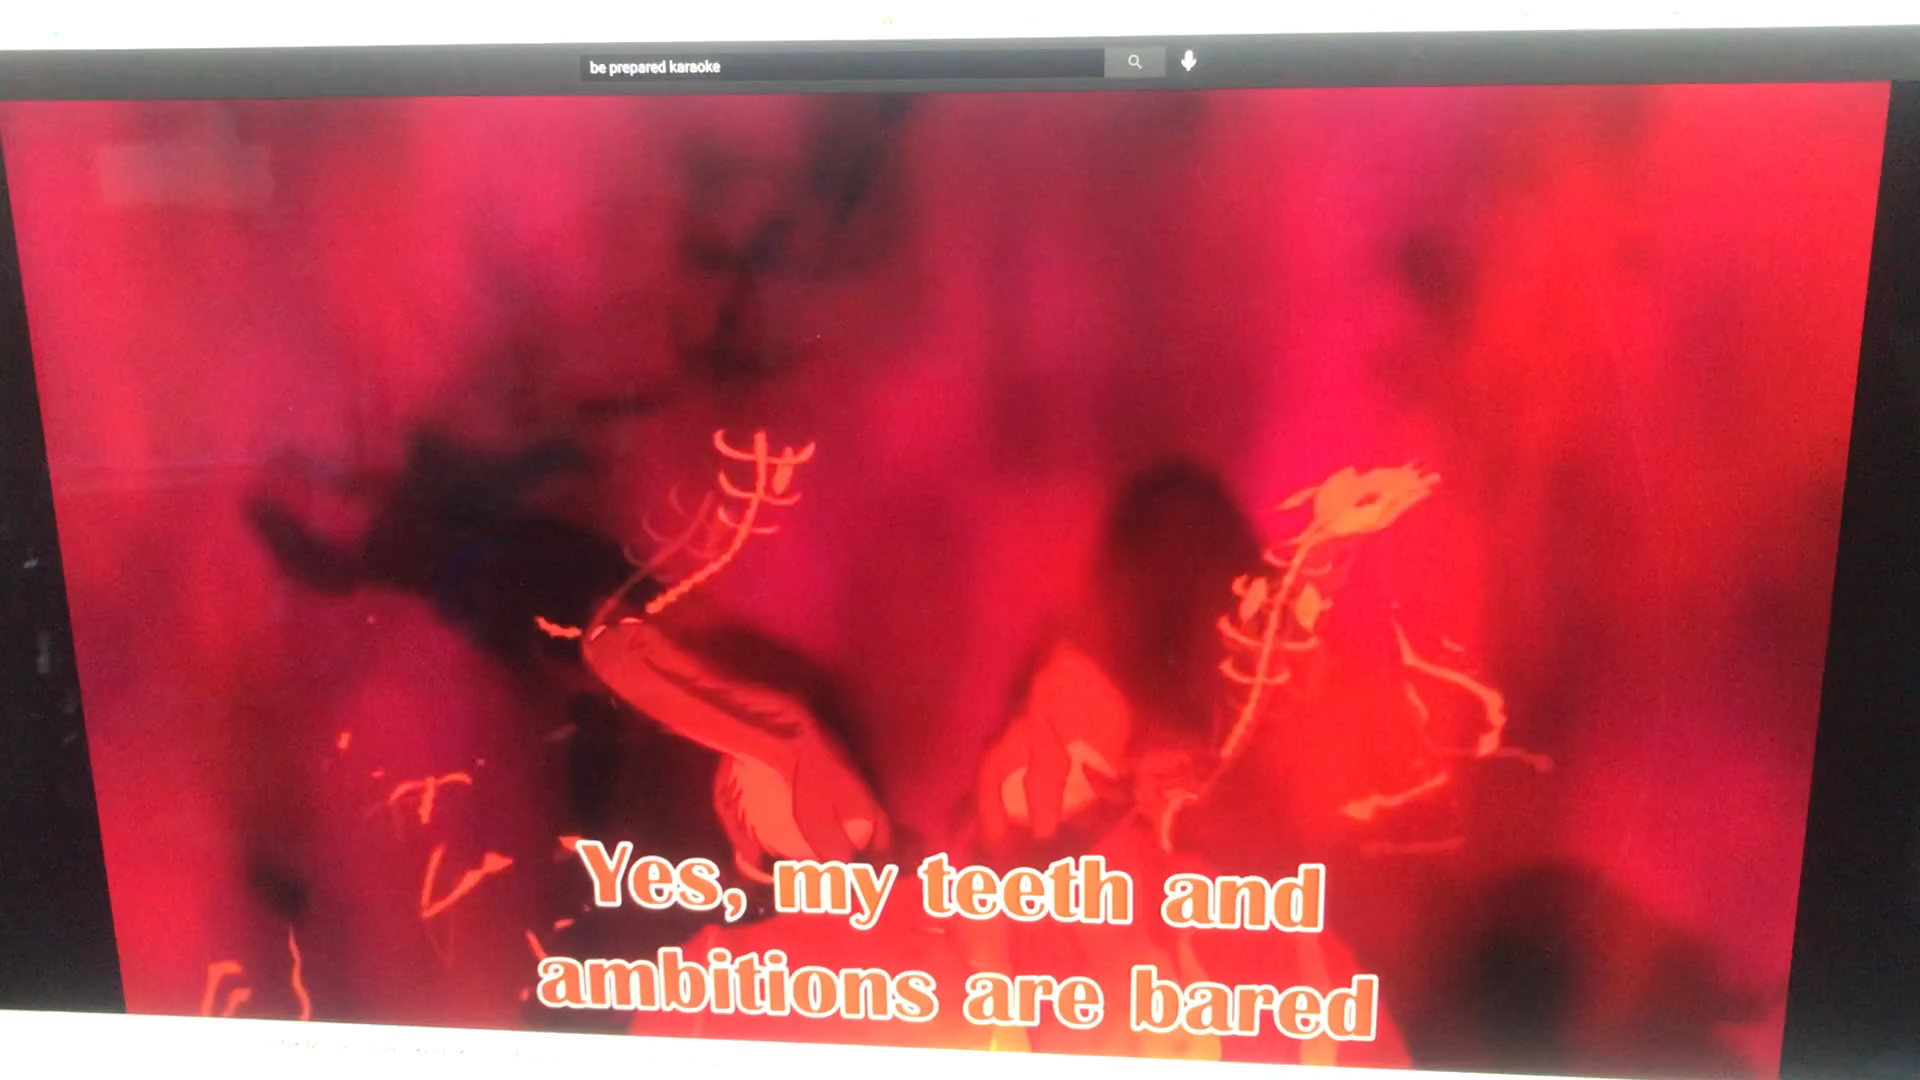 be prepared karaoke
Yes, my teeth and
ambitions are bared